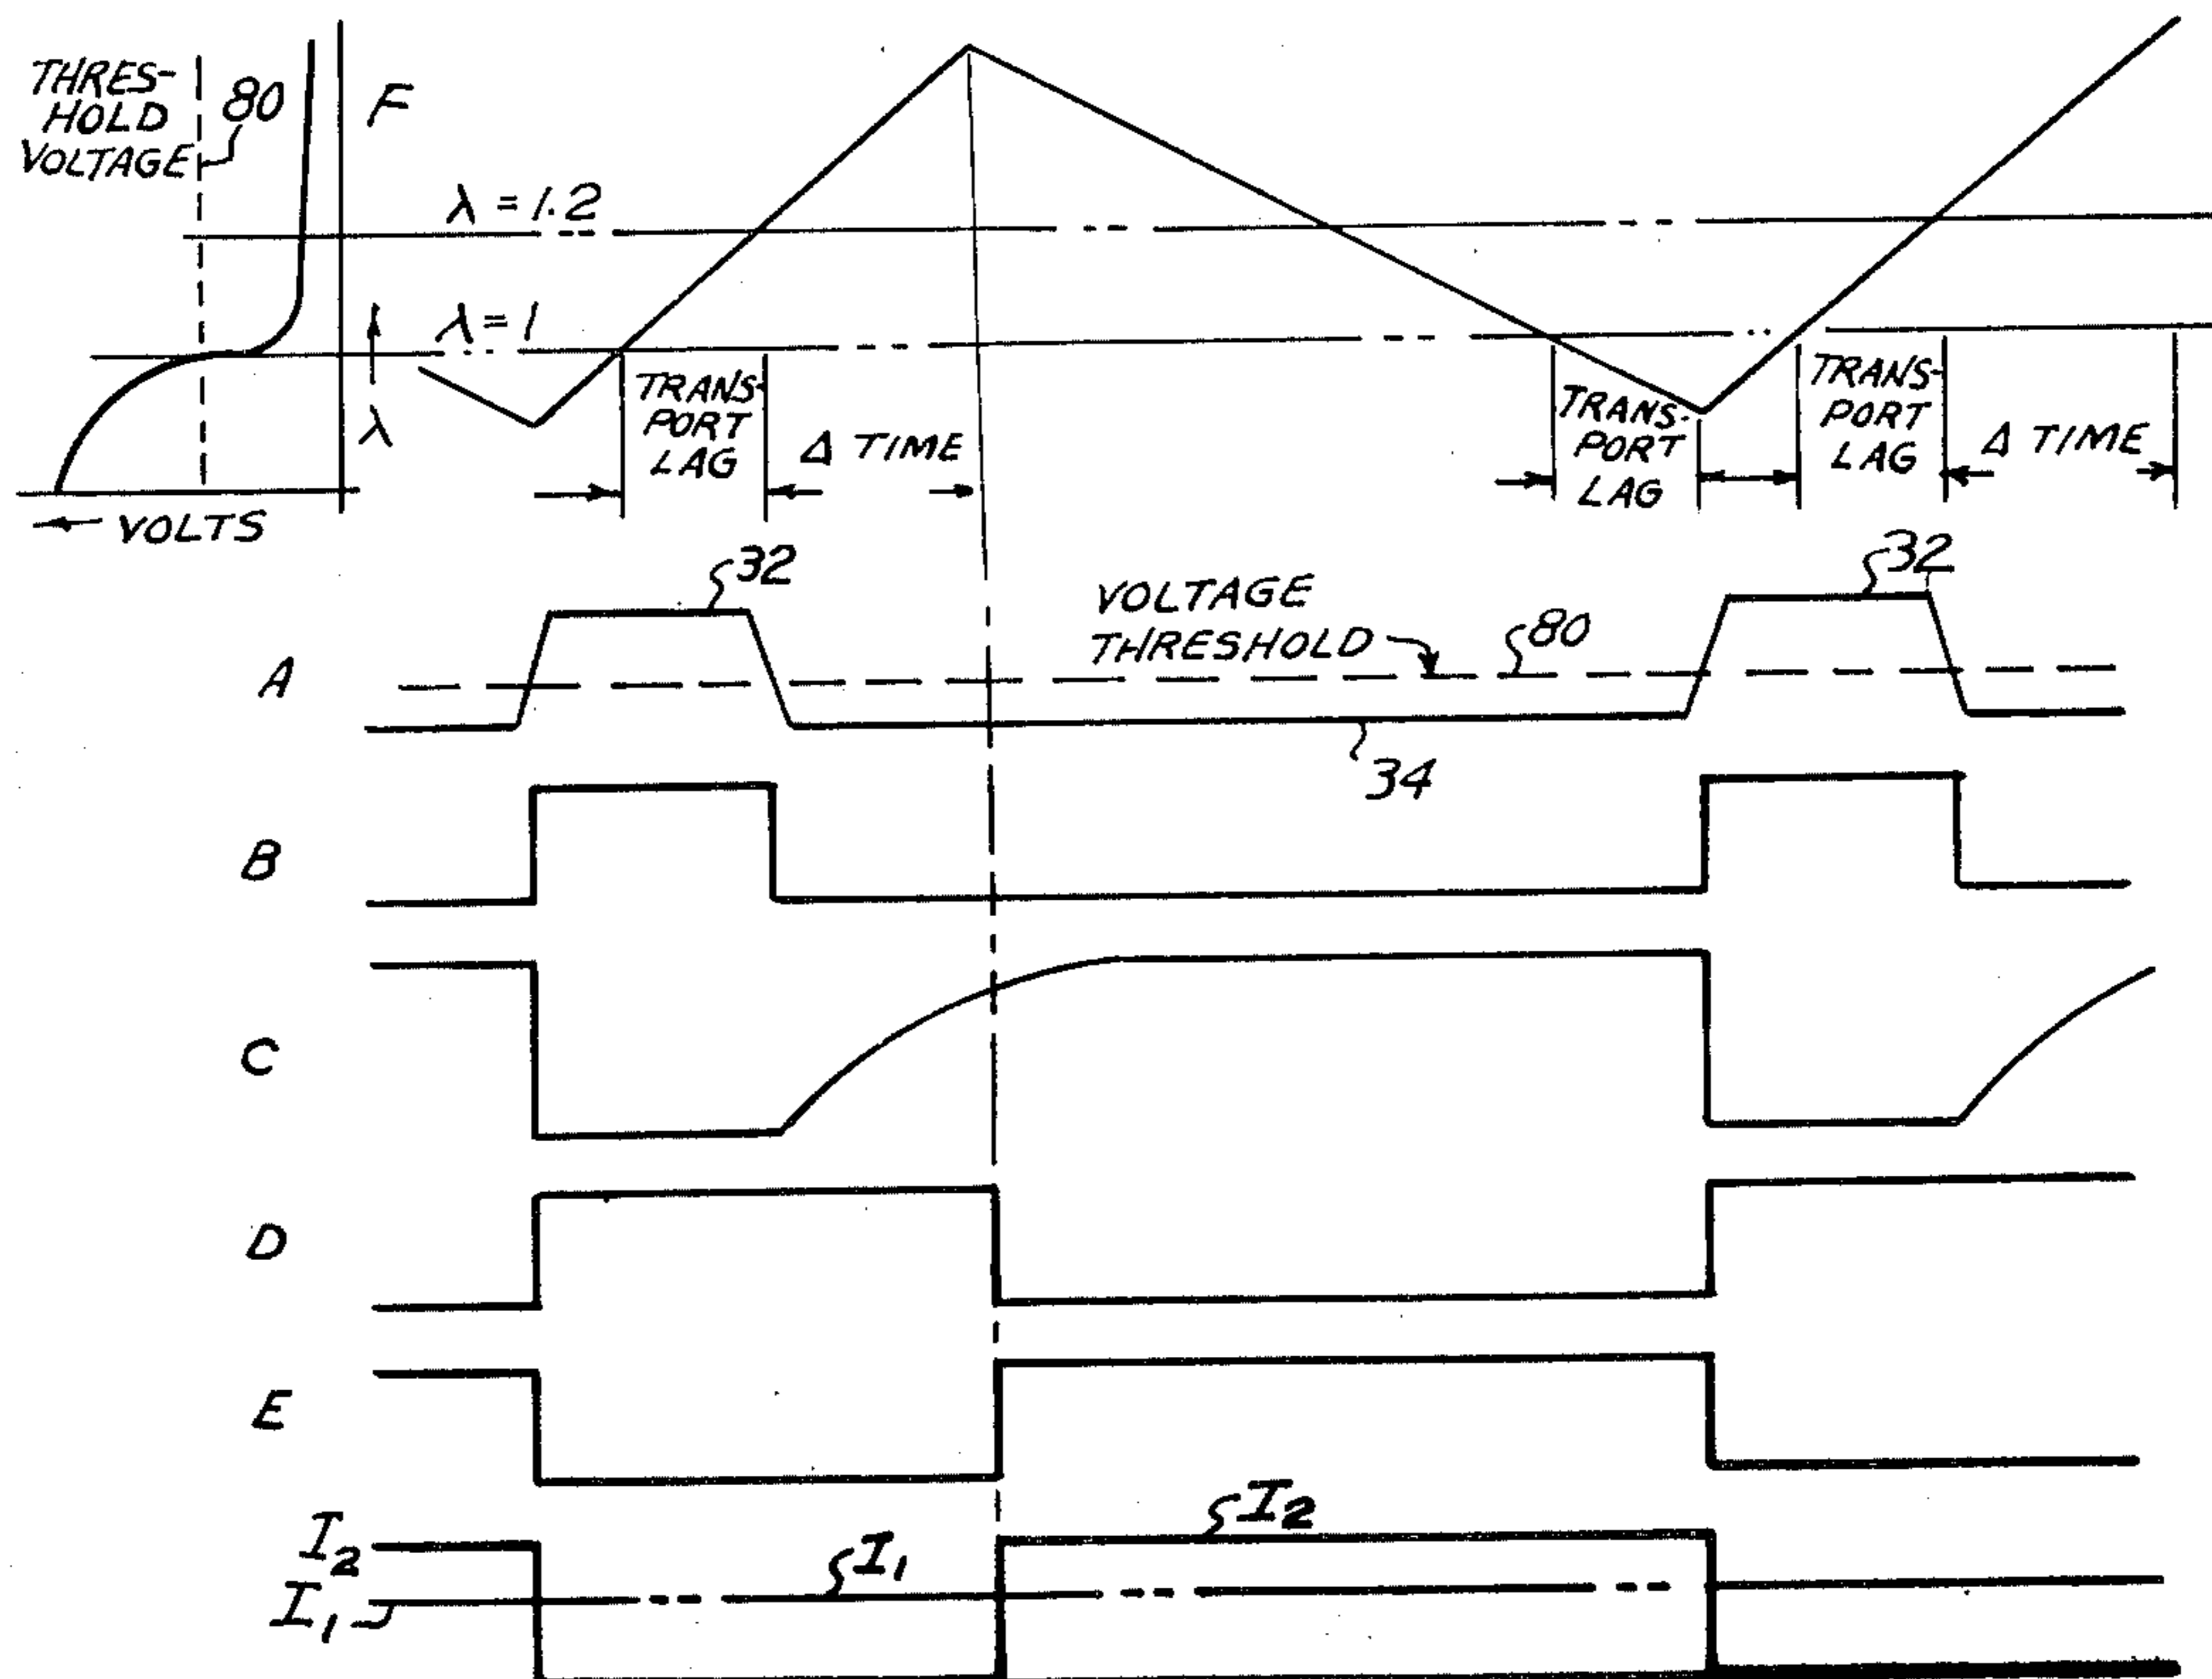 THRES-
HOLD
VOLTAGE
80
F
λ = 1.2
λ = 1
λ
VOLTS
TRANS-
PORT
LAG
Δ TIME
TRANS-
PORT
LAG
TRANS-
PORT
LAG
Δ TIME
32
VOLTAGE
THRESHOLD
80
32
A
34
B
C
D
E
I₂
I₁
I₁
I₂